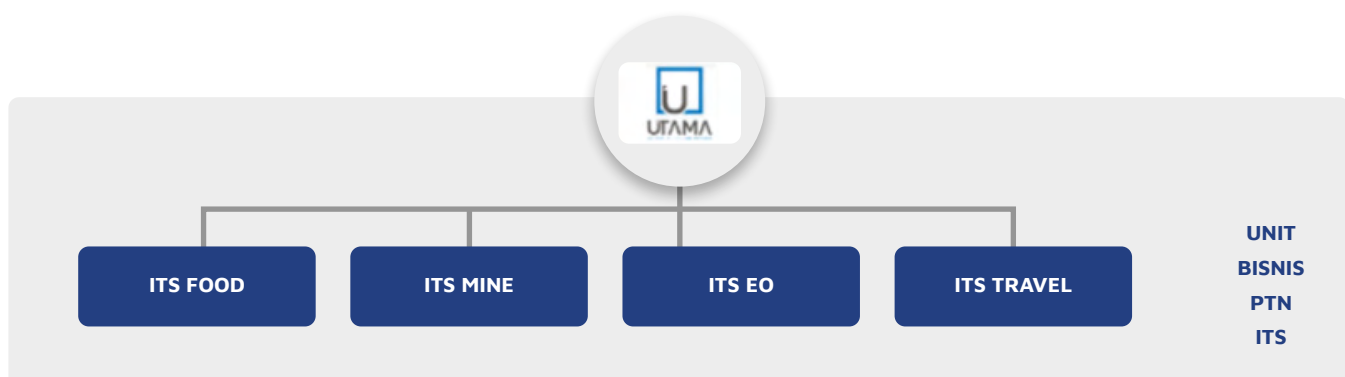 UTAMA
ITS FOOD
ITS MINE
ITS EO
ITS TRAVEL
UNIT
BISNIS
PTN
ITS